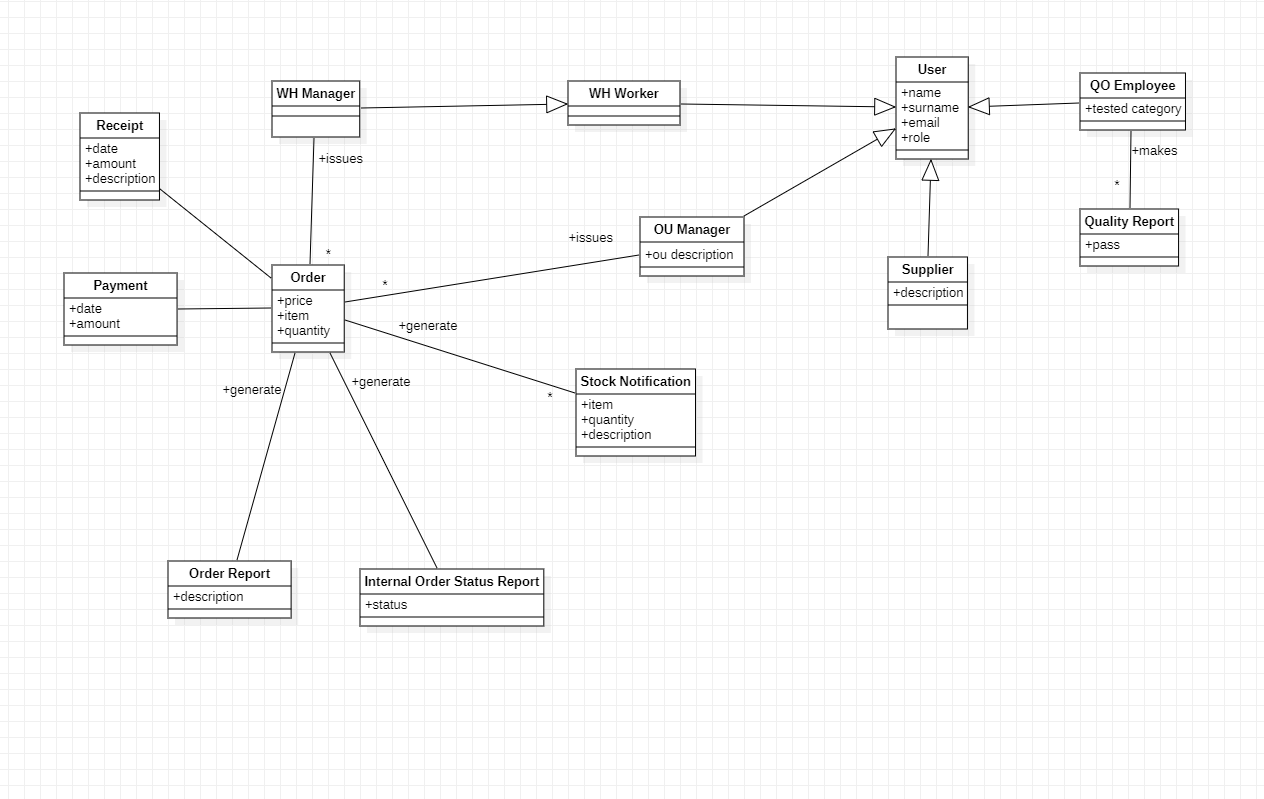 User
+name
+surname
+email
+role
QO Employee
+tested category
+makes
*
Quality Report
+pass
WH Manager
WH Worker
+issues
*
Receipt
+date
+amount
+description
OU Manager
+ou description
+issues
*
Supplier
+description
Payment
+date
+amount
Order
+price
+item
+quantity
+generate
*
Stock Notification
+item
+quantity
+description
+generate
+generate
Order Report
+description
Internal Order Status Report
+status